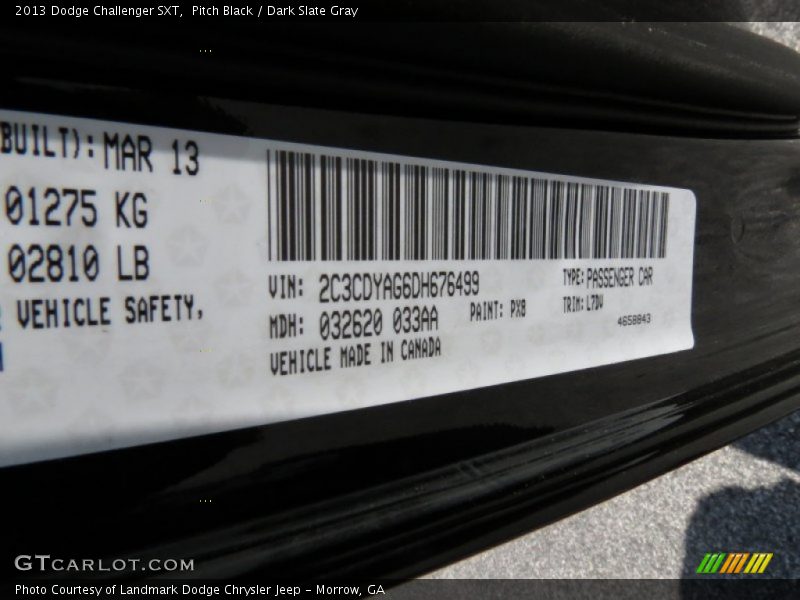 2013 Dodge Challenger SXT,  Pitch Black / Dark Slate Gray
BUILT): MAR 13
01275 KG
02810 LB
VEHICLE SAFETY,
VIN: 2C3CDYAG6DH676499
TYPE: PASSENGER CAR
MDH: 032620 033AA
PAINT: PX8
TRIM: L7DV
4658843
VEHICLE MADE IN CANADA
GTCARLOT.COM
Photo Courtesy of Landmark Dodge Chrysler Jeep - Morrow, GA